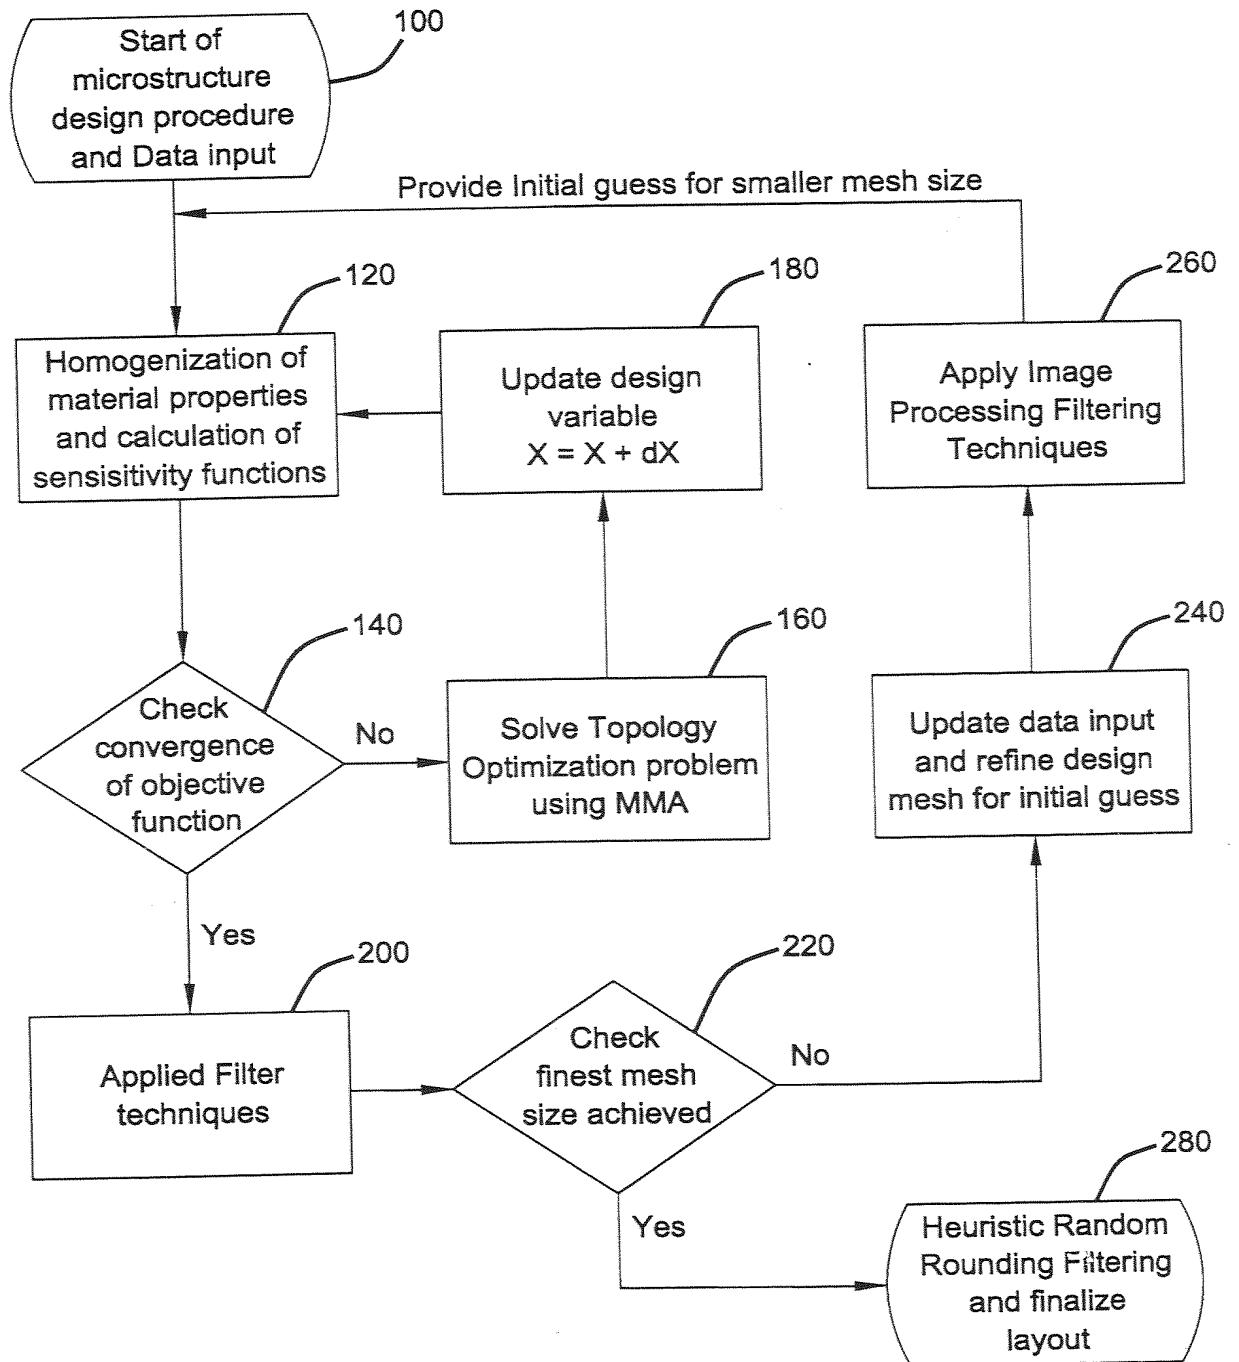 100
Start of
microstructure
design procedure
and Data input
Provide Initial guess for smaller mesh size
120
Homogenization of
material properties
and calculation of
sensisitivity functions
180
Update design
variable
X = X + dX
260
Apply Image
Processing Filtering
Techniques
140
Check
convergence
of objective
function
No
160
Solve Topology
Optimization problem
using MMA
240
Update data input
and refine design
mesh for initial guess
Yes
200
Applied Filter
techniques
220
Check
finest mesh
size achieved
No
Yes
280
Heuristic Random
Rounding Filtering
and finalize
layout